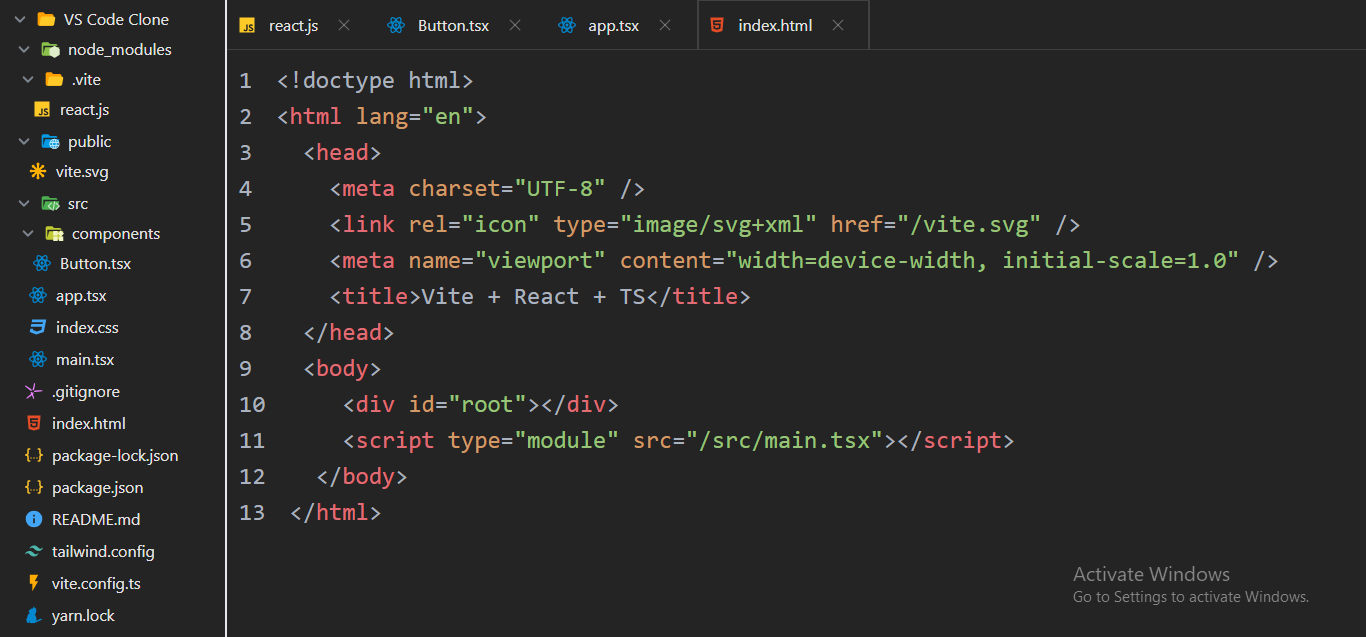 VS Code Clone
node_modules
.vite
react.js
public
vite.svg
src
components
Button.tsx
app.tsx
index.css
main.tsx
.gitignore
index.html
package-lock.json
package.json
README.md
tailwind.config
vite.config.ts
yarn.lock
react.js Button.tsx app.tsx index.html
1 <!doctype html>
2 <html lang="en">
3   <head>
4     <meta charset="UTF-8" />
5     <link rel="icon" type="image/svg+xml" href="/vite.svg" />
6     <meta name="viewport" content="width=device-width, initial-scale=1.0" />
7     <title>Vite + React + TS</title>
8   </head>
9   <body>
10      <div id="root"></div>
11      <script type="module" src="/src/main.tsx"></script>
12    </body>
13  </html>
Activate Windows
Go to Settings to activate Windows.